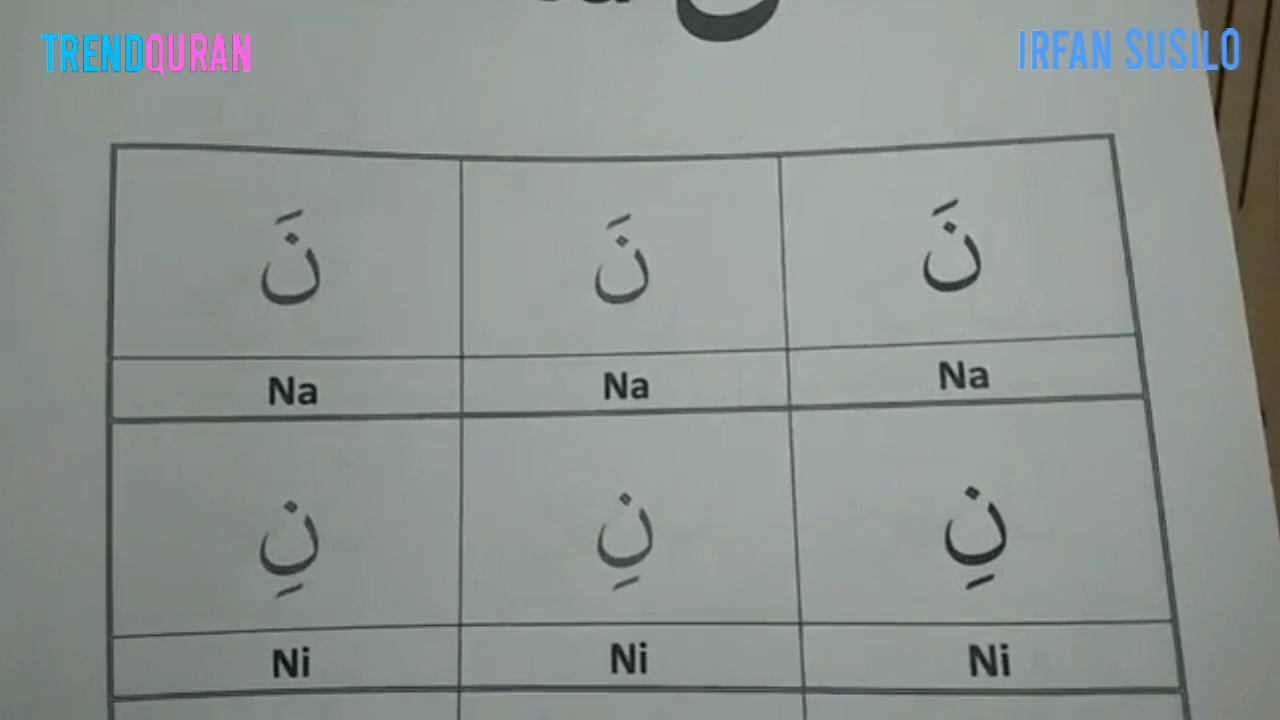 TRENDQURAN
IRFAN SUSILO
نَ نَ نَ
Na Na Na
نِ نِ نِ
Ni Ni Ni